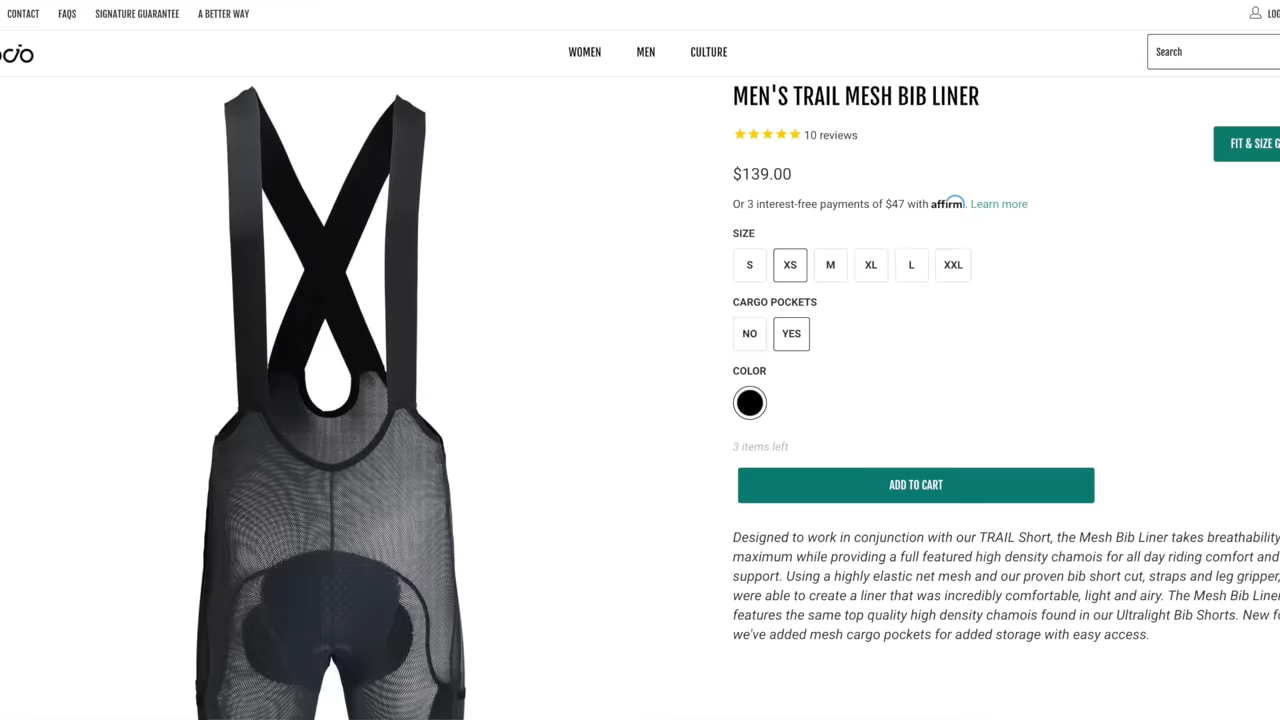 CONTACT FAQS SIGNATURE GUARANTEE A BETTER WAY
WOMEN MEN CULTURE
Search
MEN'S TRAIL MESH BIB LINER
10 reviews
FIT & SIZE
$139.00
Or 3 interest-free payments of $47 with affirm. Learn more
SIZE
S XS M XL L XXL
CARGO POCKETS
NO YES
COLOR
3 items left
ADD TO CART
Designed to work in conjunction with our TRAIL Short, the Mesh Bib Liner takes breathability
maximum while providing a full featured high density chamois for all day riding comfort and
support. Using a highly elastic net mesh and our proven bib short cut, straps and leg gripper,
were able to create a liner that was incredibly comfortable, light and airy. The Mesh Bib Liner
features the same top quality high density chamois found in our Ultralight Bib Shorts. New
we've added mesh cargo pockets for added storage with easy access.